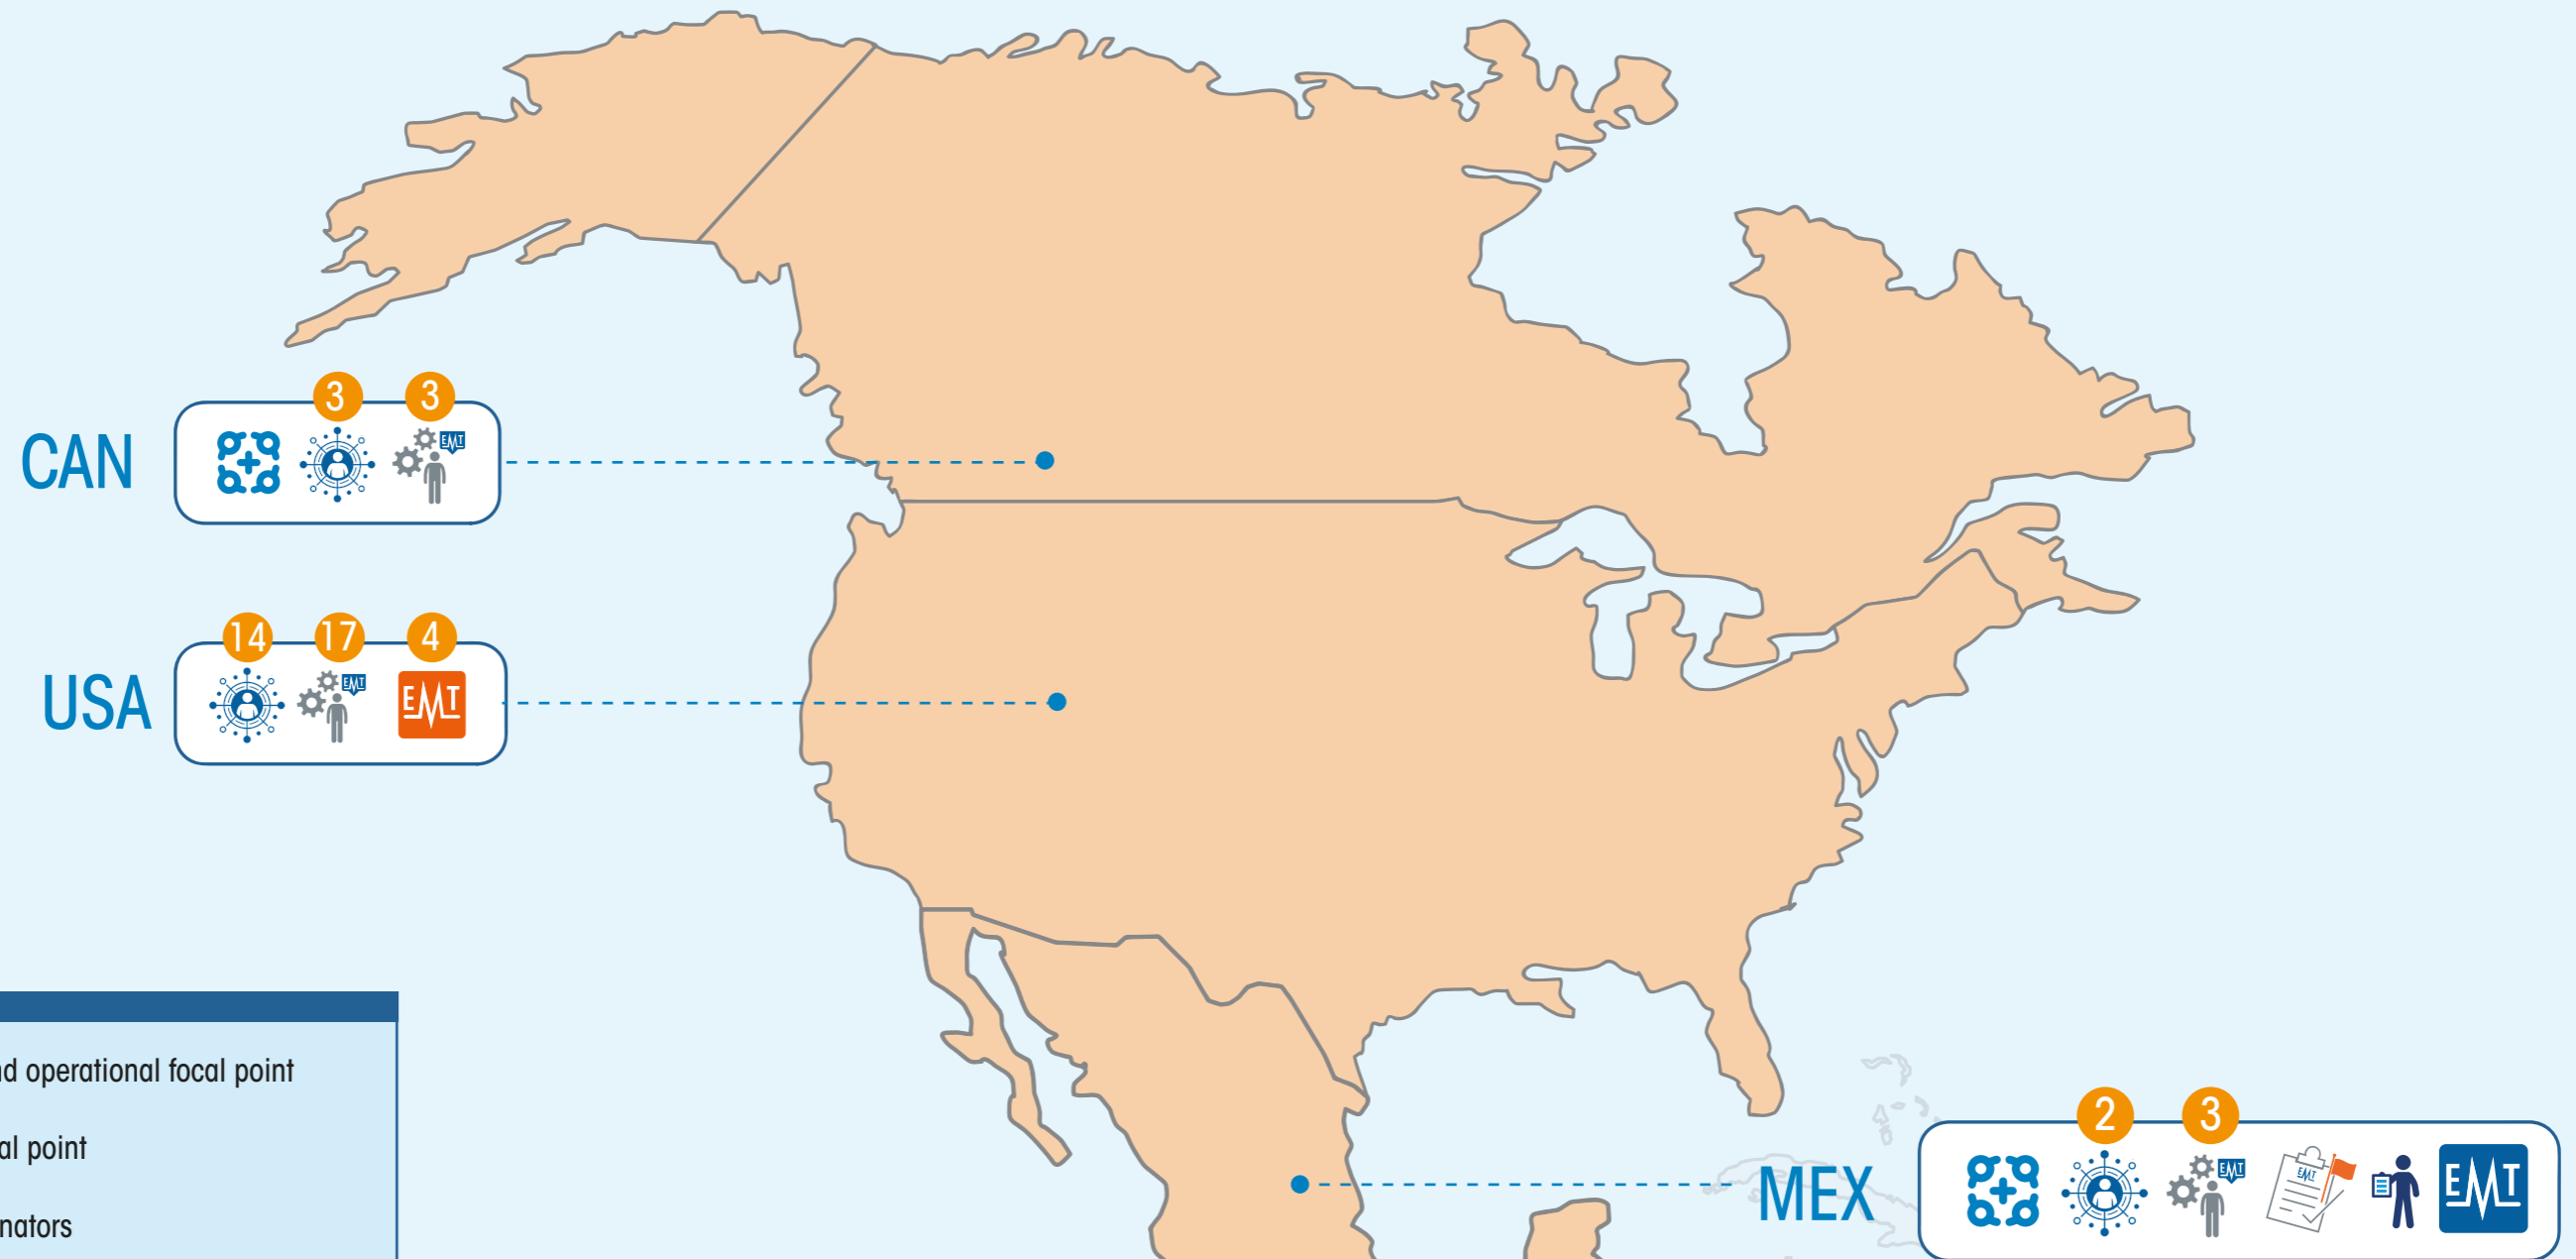 3 3
EMT
CAN
14 17 4
EMT
EMT
USA
nd operational focal point
al point
nators
2 3
EMT
EMT
EMT
MEX